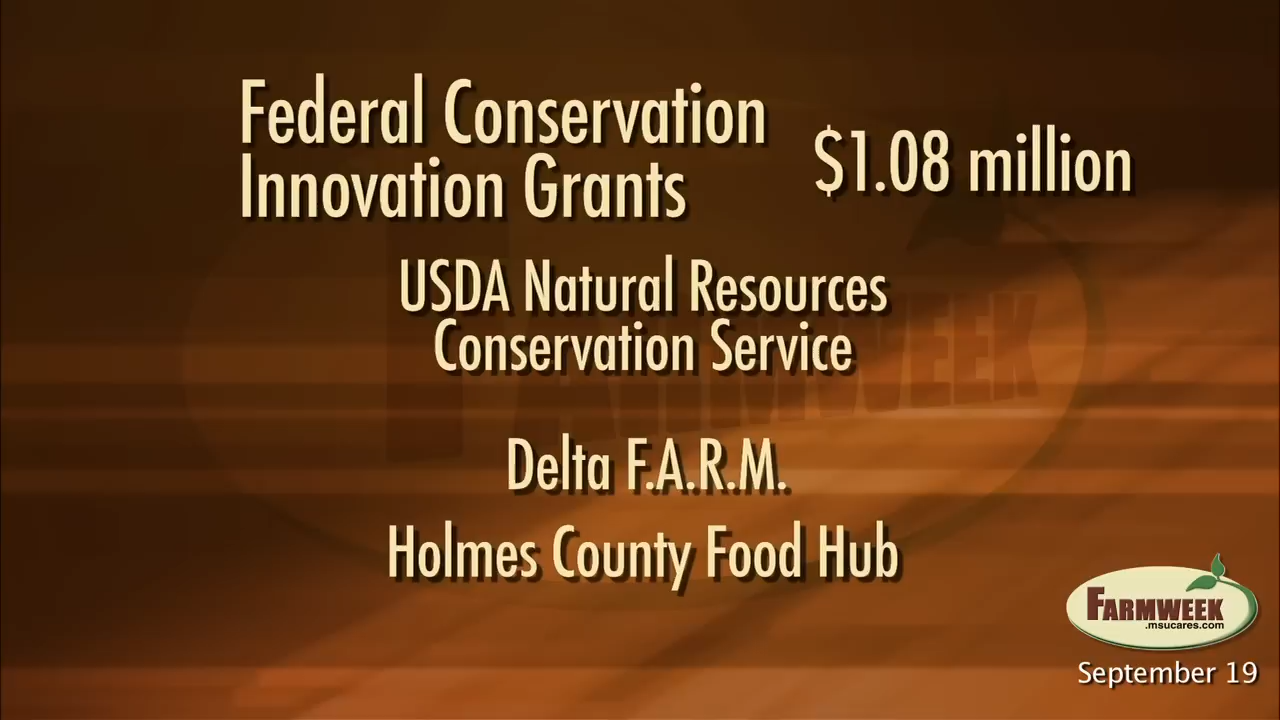 Federal Conservation
Innovation Grants
$1.08 million
USDA Natural Resources
Conservation Service
Delta F.A.R.M.
Holmes County Food Hub
FARMWEEK
.msucares.com
September 19